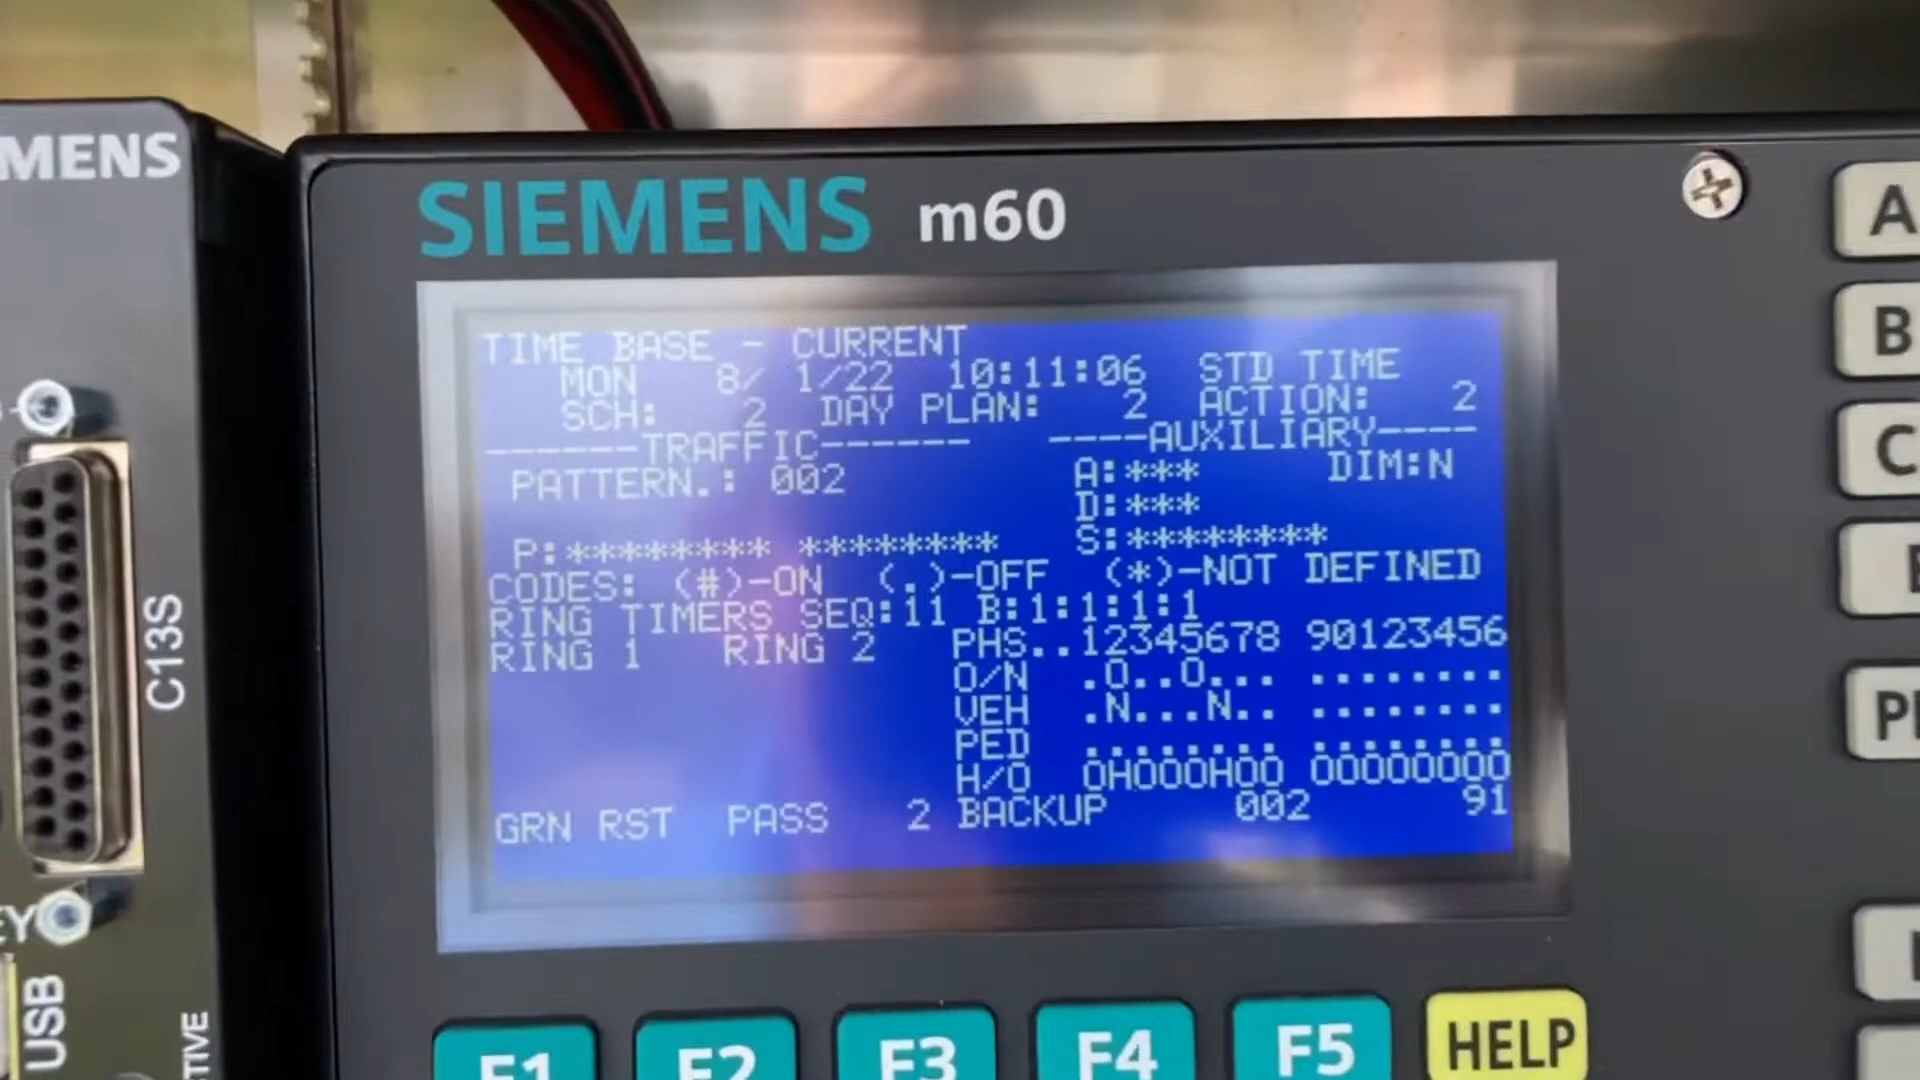 MENS
SIEMENS m60
TIME BASE - CURRENT
MON 8/ 1/22 10:11:06 STD TIME
SCH: 2 DAY PLAN: 2 ACTION: 2
------TRAFFIC------ ----AUXILIARY----
PATTERN.: 002 A:*** DIM:N
D:***
P:******** ******** S:********
CODES: (#)-ON (.)-OFF (*)-NOT DEFINED
RING TIMERS SEQ:11 B:1:1:1:1
RING 1 RING 2 PHS..12345678 90123456
O/N .O..O... ........
VEH .N...N.. ........
PED ........ ........
H/O OHOOOHOO OOOOOOOO
GRN RST PASS 2 BACKUP 002 91
C13S
EY
USB
TIVE
F1 F2 F3 F4 F5 HELP
A
B
C